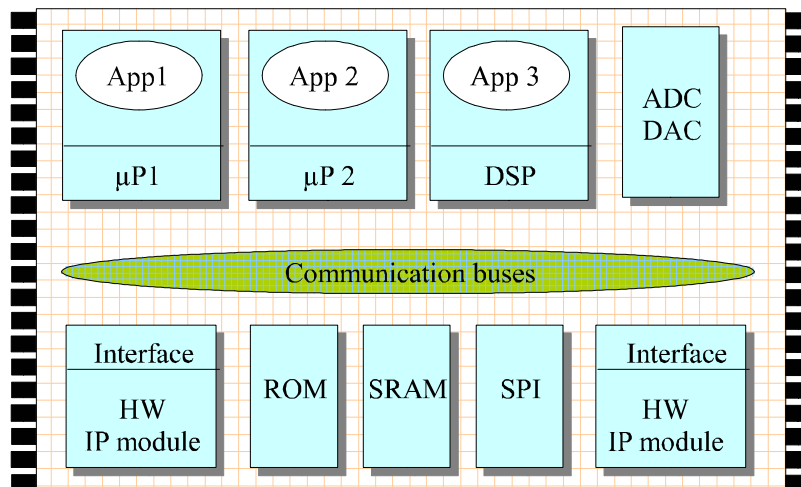 App1
App 2
App 3
ADC
DAC
µP1
µP 2
DSP
Communication buses
Interface
HW
IP module
ROM
SRAM
SPI
Interface
HW
IP module